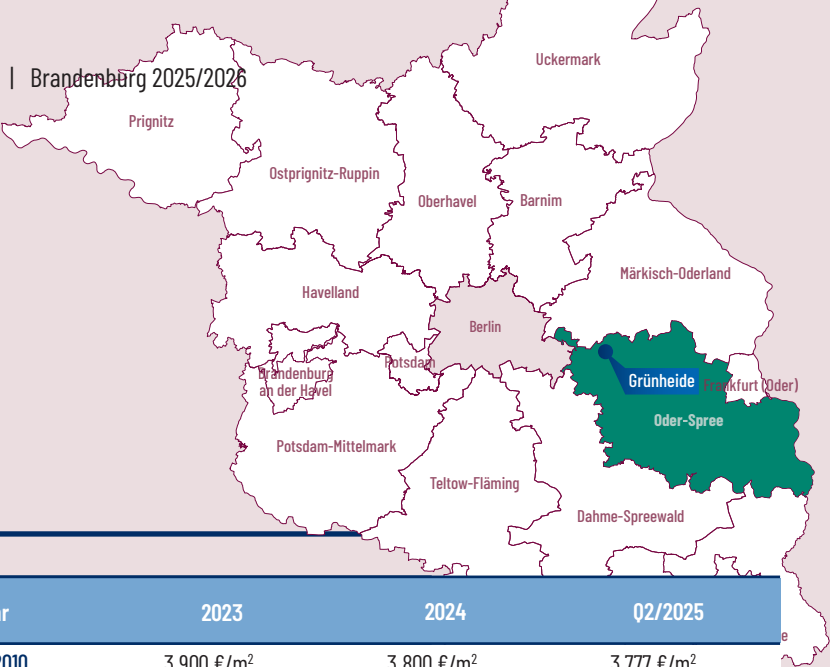 Uckermark
| Brandenburg 2025/2026
Prignitz
Ostprignitz-Ruppin
Oberhavel
Barnim
Märkisch-Oderland
Havelland
Berlin
Potsdam
Brandenburg
an der Havel
Grünheide
Frankfurt (Oder)
Oder-Spree
Potsdam-Mittelmark
Teltow-Fläming
Dahme-Spreewald
2023 2024 Q2/2025
3.900 €/m² 3.800 €/m² 3.777 €/m²